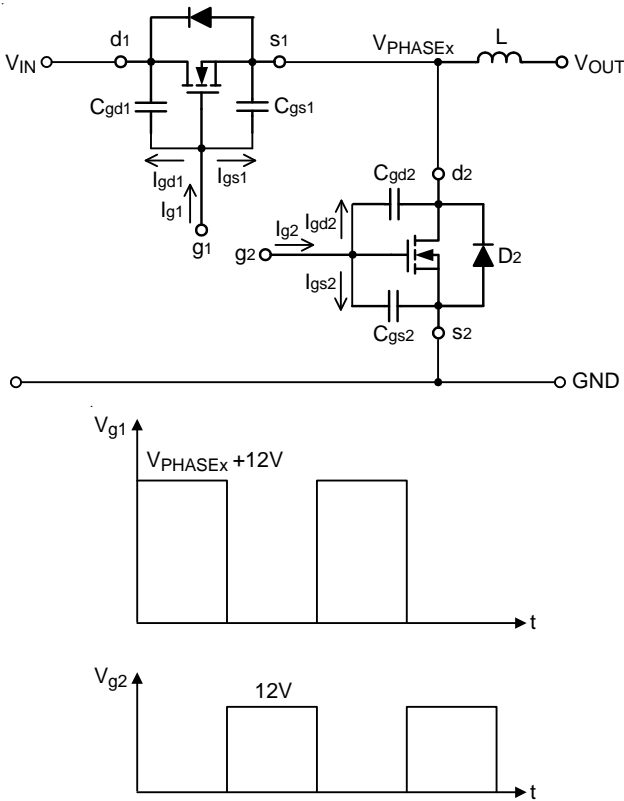 d1
s1
VPHASEx
L
VIN
VOUT
Cgd1
Cgs1
Igd1
Igs1
Ig1
g1
Cgd2
d2
Ig2
Igd2
g2
D2
Igs2
Cgs2
s2
GND
Vg1
VPHASEx +12V
t
Vg2
12V
t